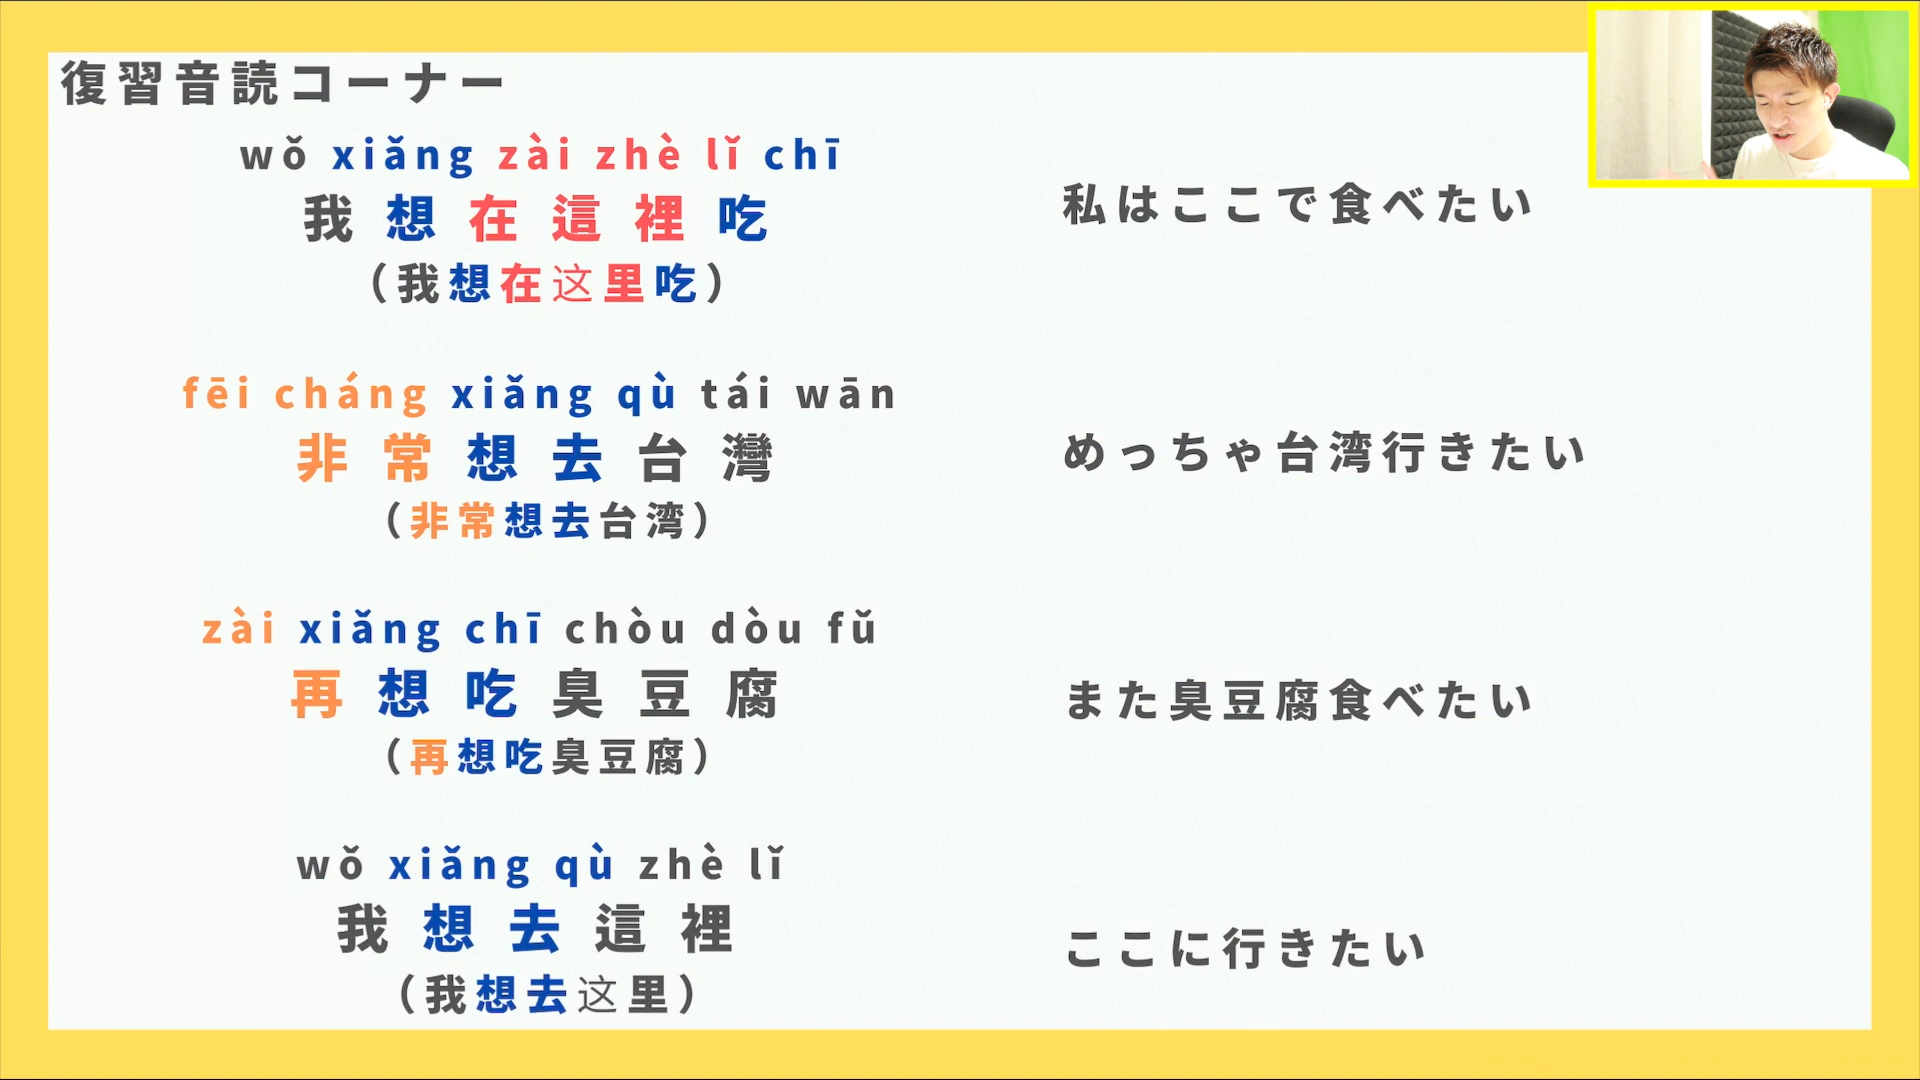 復習音読コーナー
wǒ xiǎng zài zhè lǐ chī
我想在這裡吃
（我想在这里吃）
私はここで食べたい
fēi cháng xiǎng qù tái wān
非常想去台灣
（非常想去台湾）
めっちゃ台湾行きたい
zài xiǎng chī chòu dòu fǔ
再想吃臭豆腐
（再想吃臭豆腐）
また臭豆腐食べたい
wǒ xiǎng qù zhè lǐ
我想去這裡
（我想去这里）
ここに行きたい